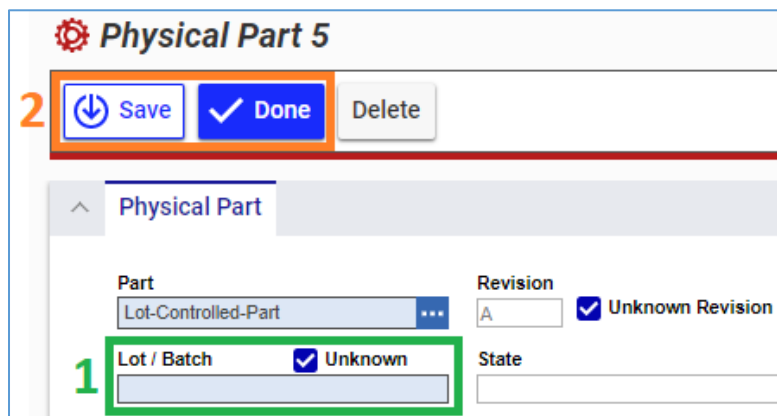 Physical Part 5
2 Save Done Delete
Physical Part
Part Revision
Lot-Controlled-Part ... A Unknown Revision
Lot / Batch Unknown State
1